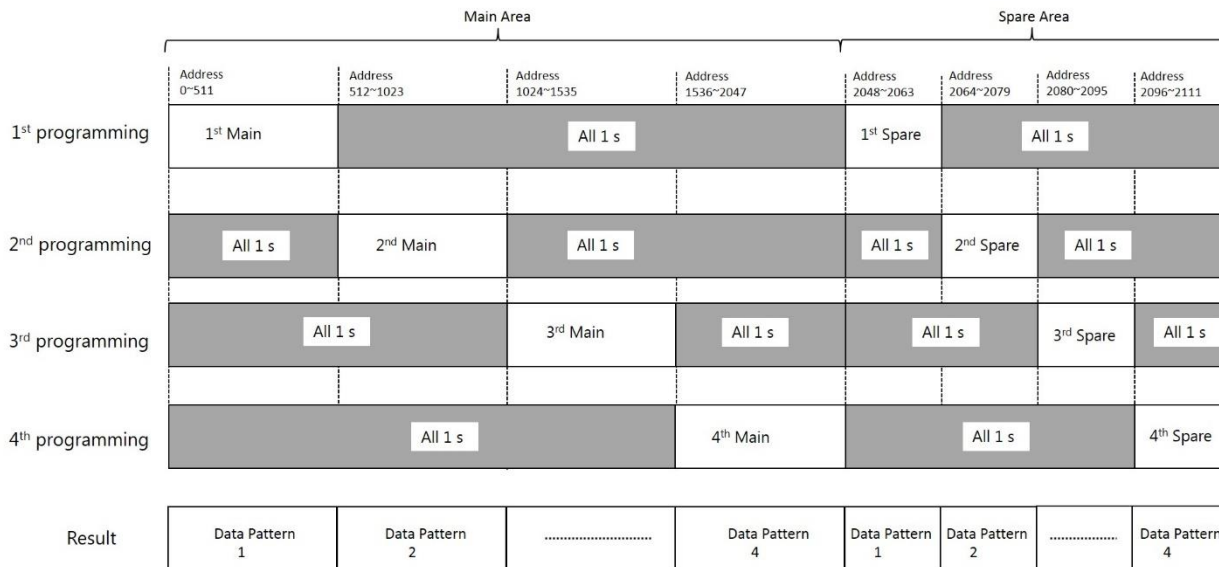 Main Area
Spare Area
Address
0~511
Address
512~1023
Address
1024~1535
Address
1536~2047
Address
2048~2063
Address
2064~2079
Address
2080~2095
Address
2096~2111
1st programming
1st Main
All 1 s
1st Spare
All 1 s
2nd programming
All 1 s
2nd Main
All 1 s
All 1 s
2nd Spare
All 1 s
3rd programming
All 1 s
3rd Main
All 1 s
All 1 s
3rd Spare
All 1 s
4th programming
All 1 s
4th Main
All 1 s
4th Spare
Result
Data Pattern
1
Data Pattern
2
........................
Data Pattern
4
Data Pattern
1
Data Pattern
2
................
Data Pattern
4